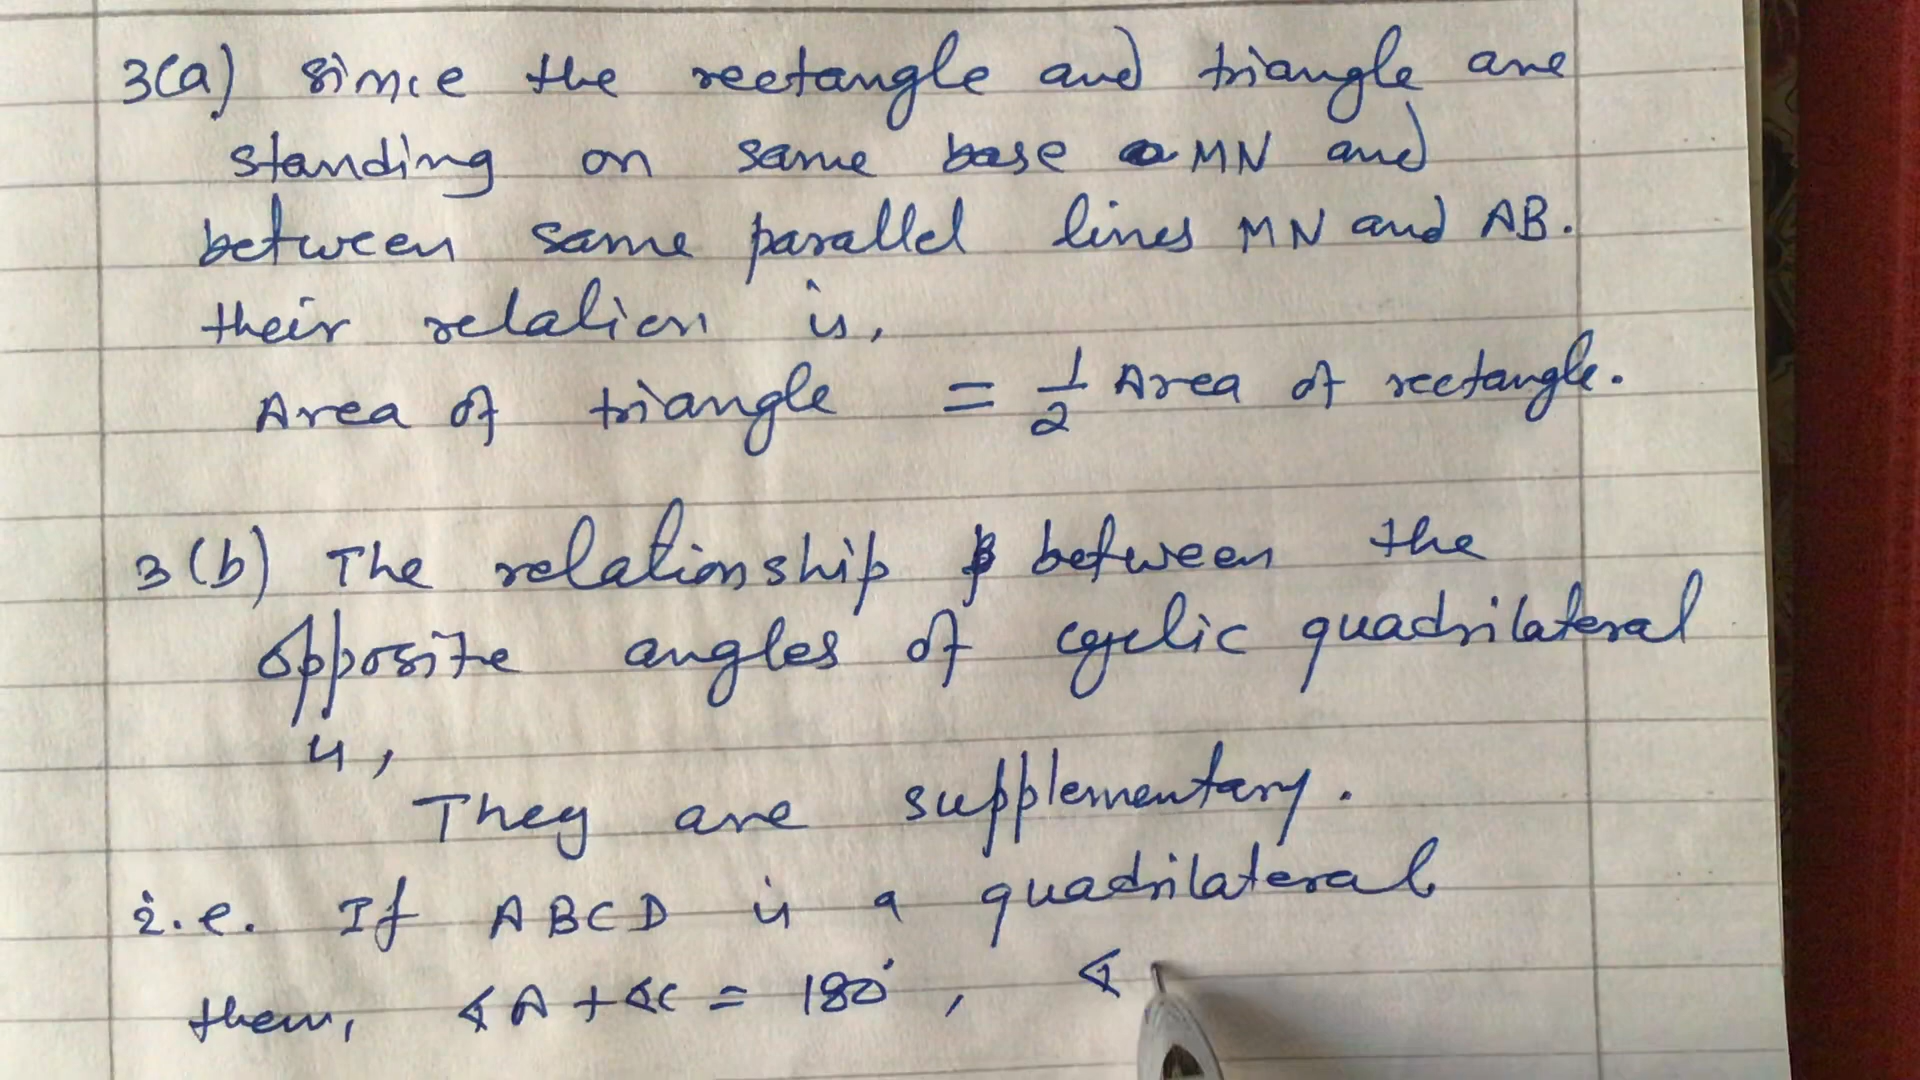 3(a) since the rectangle and triangle are
standing on same base MN and
between same parallel lines MN and AB.
their relation is,
Area of triangle = 1/2 Area of rectangle.
3(b) The relationship between the
opposite angles of cyclic quadrilateral
is,
They are supplementary.
i.e. If ABCD is a quadrilateral
then, ∢A + ∢C = 180°, ∢